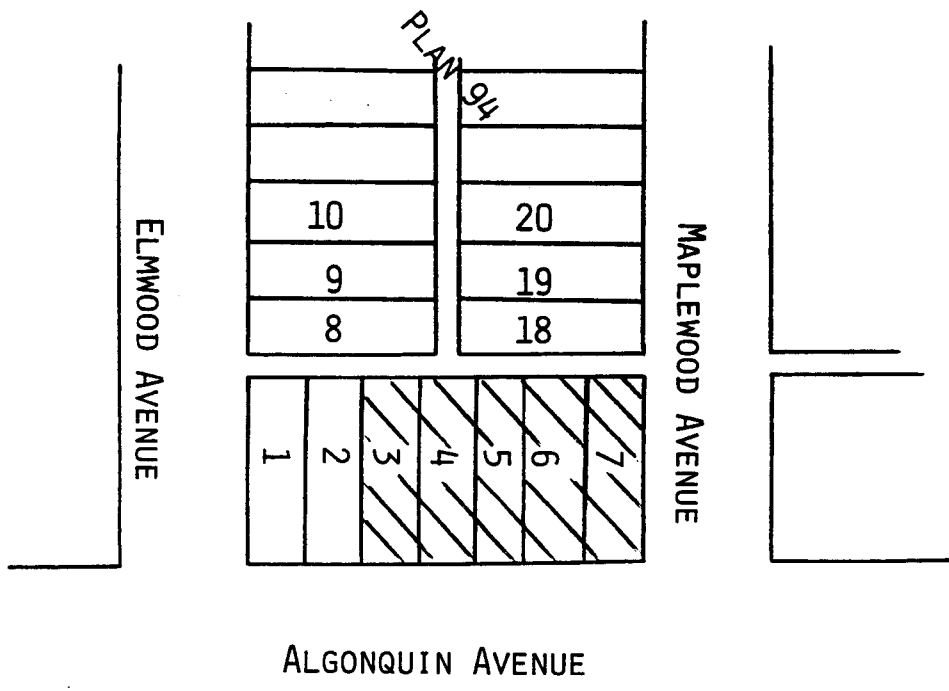 PLAN 94
10 20
9 19
8 18
ELMWOOD AVENUE
MAPLEWOOD AVENUE
1 2 3 4 5 6 7
ALGONQUIN AVENUE